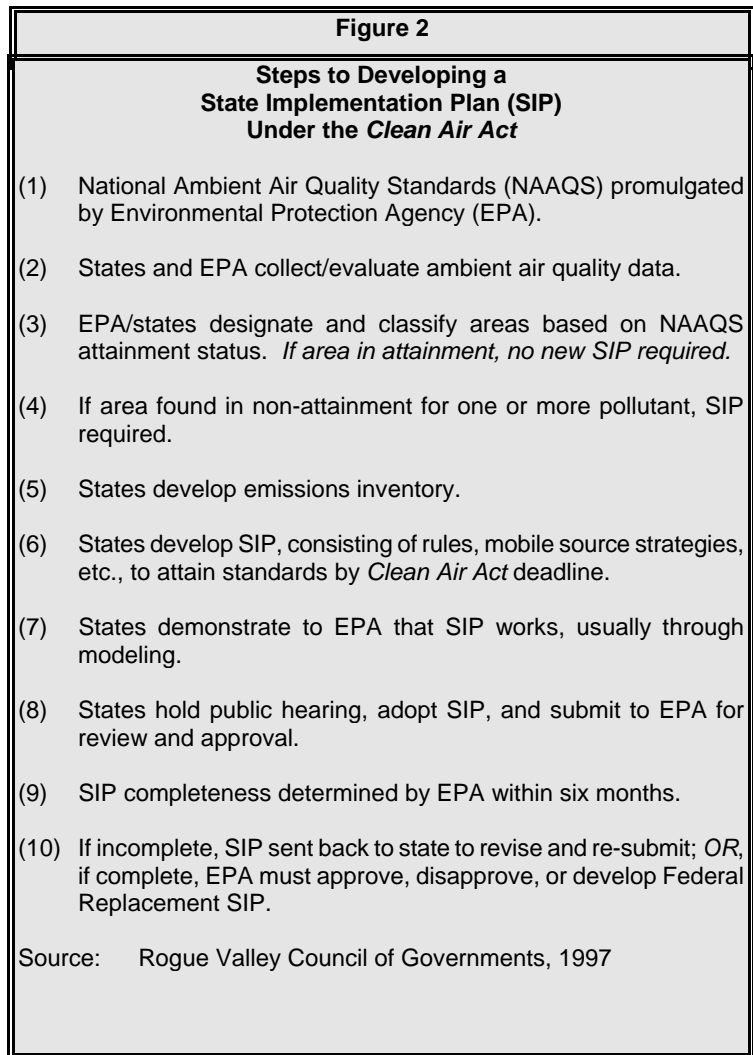 Figure 2
Steps to Developing a
State Implementation Plan (SIP)
Under the Clean Air Act
(1) National Ambient Air Quality Standards (NAAQS) promulgated
by Environmental Protection Agency (EPA).
(2) States and EPA collect/evaluate ambient air quality data.
(3) EPA/states designate and classify areas based on NAAQS
attainment status. If area in attainment, no new SIP required.
(4) If area found in non-attainment for one or more pollutant, SIP
required.
(5) States develop emissions inventory.
(6) States develop SIP, consisting of rules, mobile source strategies,
etc., to attain standards by Clean Air Act deadline.
(7) States demonstrate to EPA that SIP works, usually through
modeling.
(8) States hold public hearing, adopt SIP, and submit to EPA for
review and approval.
(9) SIP completeness determined by EPA within six months.
(10) If incomplete, SIP sent back to state to revise and re-submit; OR,
if complete, EPA must approve, disapprove, or develop Federal
Replacement SIP.
Source: Rogue Valley Council of Governments, 1997